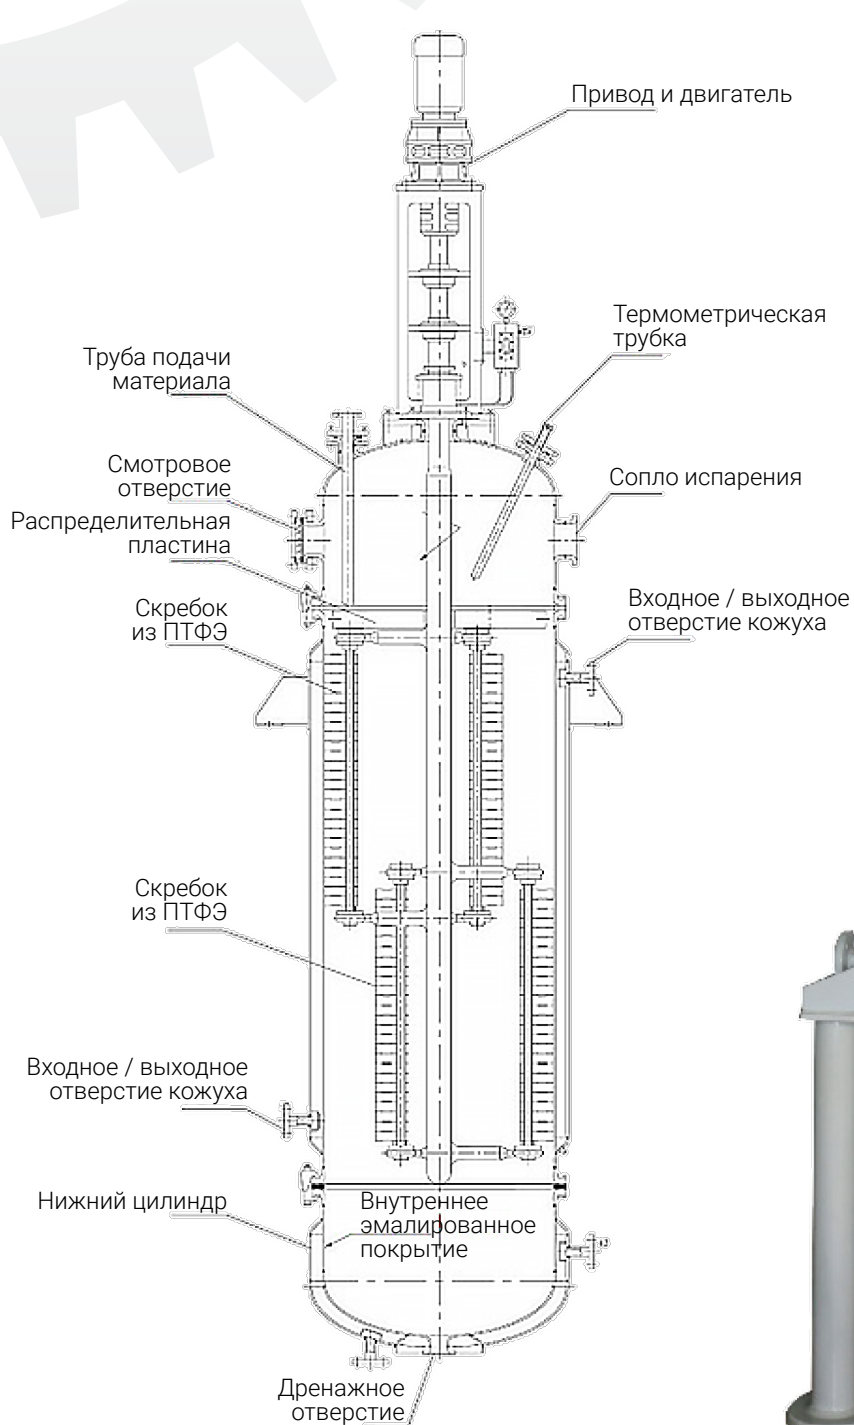 Привод и двигатель
Термометрическая
трубка
Труба подачи
материала
Смотровое
отверстие
Сопло испарения
Распределительная
пластина
Скребок
из ПТФЭ
Входное / выходное
отверстие кожуха
Скребок
из ПТФЭ
Входное / выходное
отверстие кожуха
Нижний цилиндр
Внутреннее
эмалированное
покрытие
Дренажное
отверстие